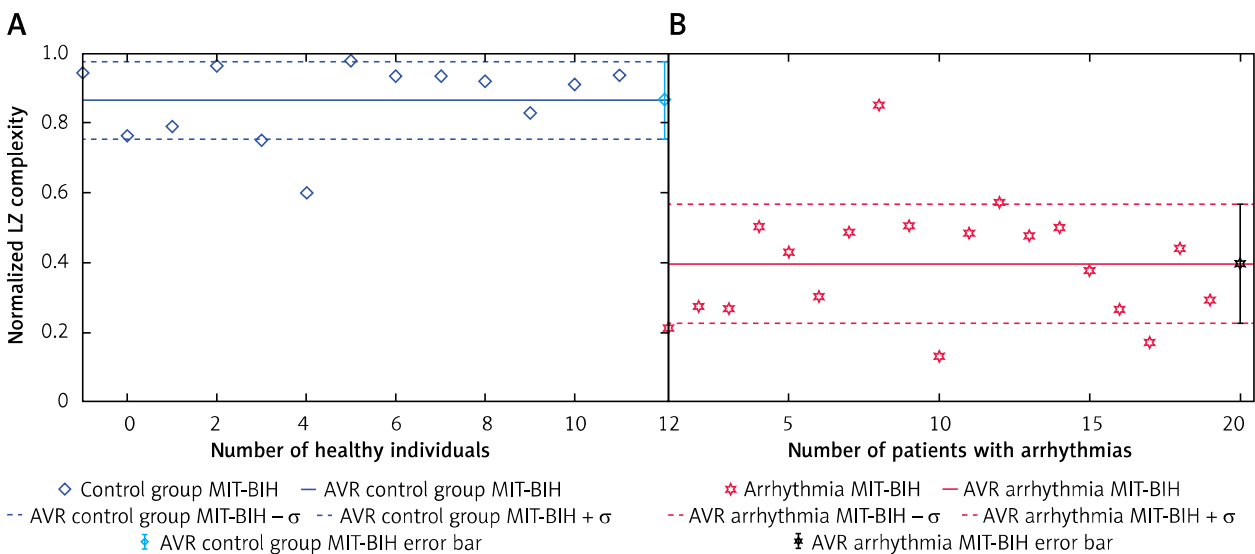 A
B
1.0
0.8
0.6
0.4
0.2
0
Normalized LZ complexity
0 2 4 6 8 10 12 5 10 15 20
Number of healthy individuals
Number of patients with arrhythmias
Control group MIT-BIH AVR control group MIT-BIH
AVR control group MIT-BIH – σ AVR control group MIT-BIH + σ
AVR control group MIT-BIH error bar
Arrhythmia MIT-BIH AVR arrhythmia MIT-BIH
AVR arrhythmia MIT-BIH – σ AVR arrhythmia MIT-BIH + σ
AVR arrhythmia MIT-BIH error bar